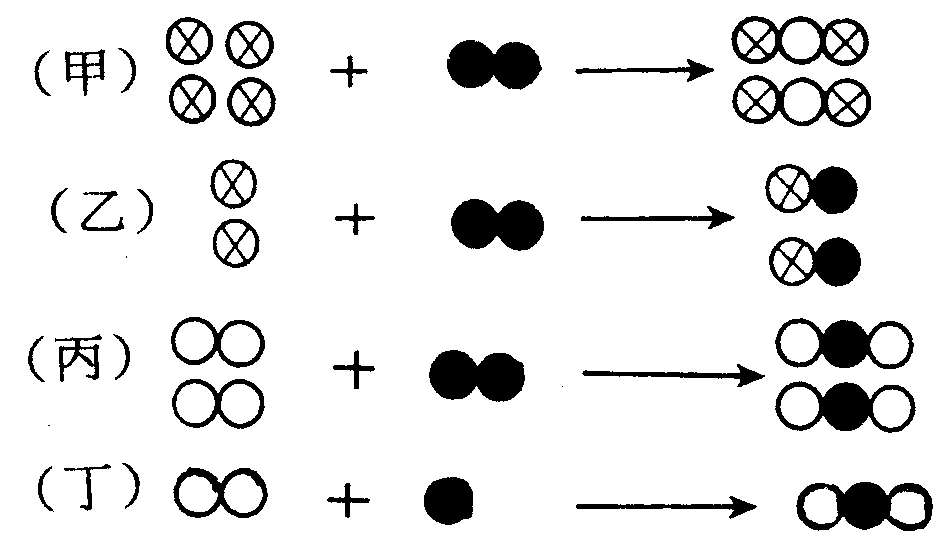 (甲) +
(乙) +
(丙) +
(丁) +